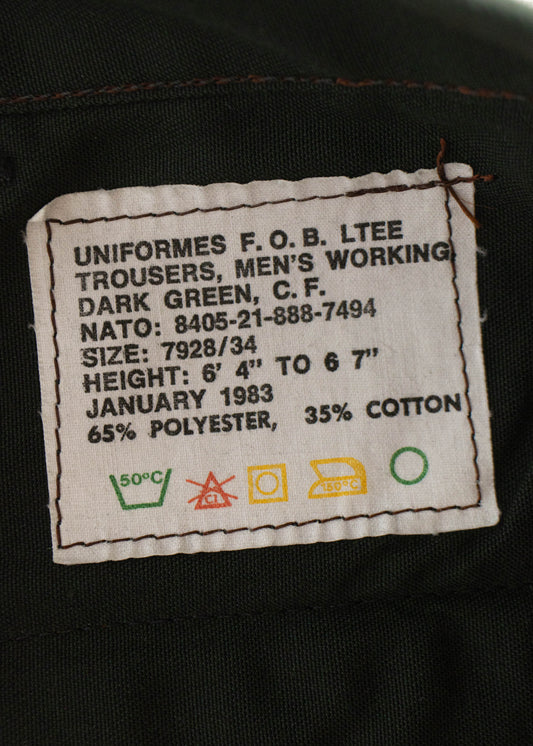 UNIFORMES F.O.B. LTEE
TROUSERS, MEN'S WORKING,
DARK GREEN, C.F.
NATO: 8405-21-888-7494
SIZE: 7928/34
HEIGHT: 6' 4" TO 6 7"
JANUARY 1983
65% POLYESTER, 35% COTTON
50°C CL 150°C